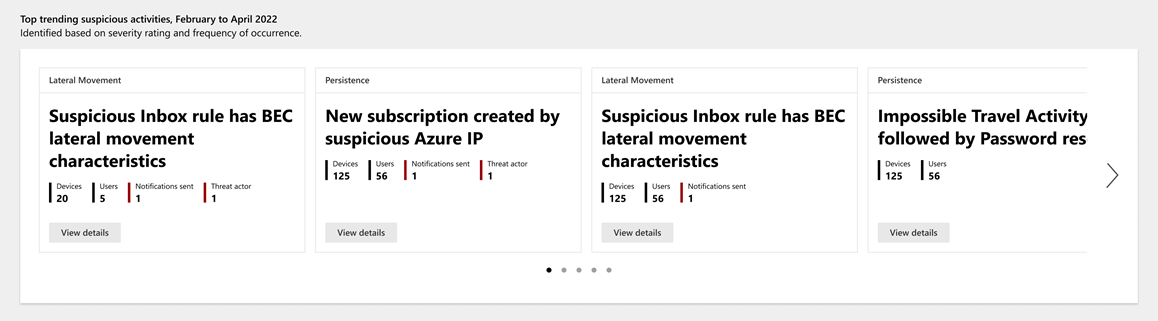 Top trending suspicious activities, February to April 2022
Identified based on severity rating and frequency of occurrence.
Lateral Movement
Suspicious Inbox rule has BEC
lateral movement
characteristics
Devices Users Notifications sent Threat actor
20 5 1 1
View details
Persistence
New subscription created by
suspicious Azure IP
Devices Users Notifications sent Threat actor
125 56 1 1
View details
Lateral Movement
Suspicious Inbox rule has BEC
lateral movement
characteristics
Devices Users Notifications sent
125 56 1
View details
Persistence
Impossible Travel Activity
followed by Password res
Devices Users
125 56
View details